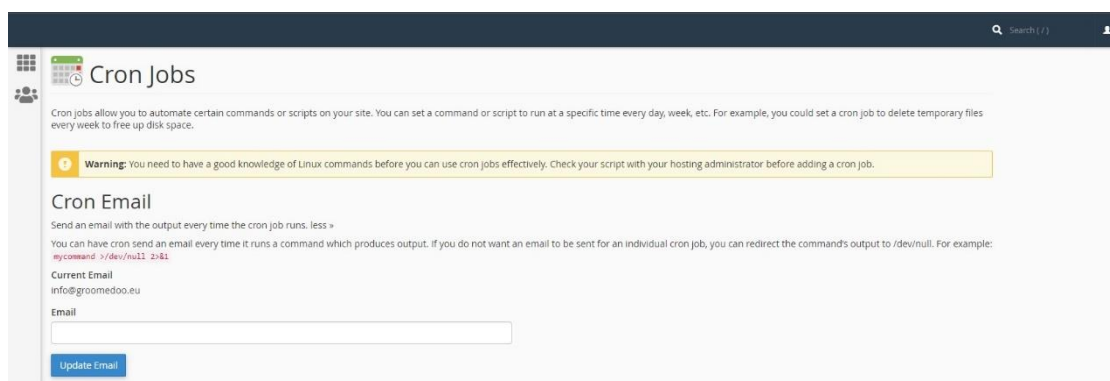 Search ( / )
Cron Jobs
Cron jobs allow you to automate certain commands or scripts on your site. You can set a command or script to run at a specific time every day, week, etc. For example, you could set a cron job to delete temporary files
every week to free up disk space.
Warning: You need to have a good knowledge of Linux commands before you can use cron jobs effectively. Check your script with your hosting administrator before adding a cron job.
Cron Email
Send an email with the output every time the cron job runs. less »
You can have cron send an email every time it runs a command which produces output. If you do not want an email to be sent for an individual cron job, you can redirect the command's output to /dev/null. For example:
mycommand >/dev/null 2>&1
Current Email
info@groomedoo.eu
Email
Update Email